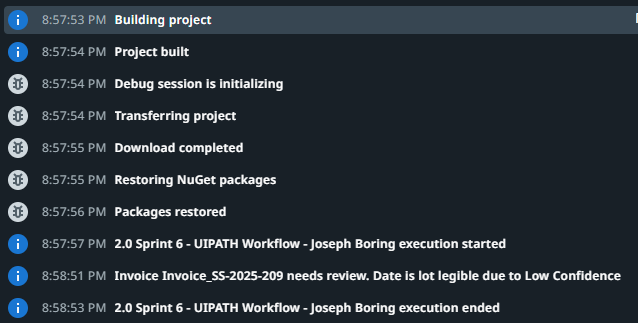 8:57:53 PM Building project
8:57:54 PM Project built
8:57:54 PM Debug session is initializing
8:57:54 PM Transferring project
8:57:55 PM Download completed
8:57:55 PM Restoring NuGet packages
8:57:56 PM Packages restored
8:57:57 PM 2.0 Sprint 6 - UIPATH Workflow - Joseph Boring execution started
8:58:51 PM Invoice Invoice_SS-2025-209 needs review. Date is lot legible due to Low Confidence
8:58:53 PM 2.0 Sprint 6 - UIPATH Workflow - Joseph Boring execution ended